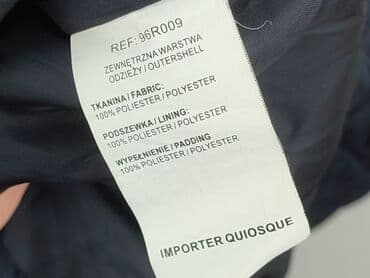 REF: 96R009
ZEWNĘTRZNA WARSTWA
ODZIEŻY / OUTERSHELL
TKANINA / FABRIC:
100% POLIESTER / POLYESTER
PODSZEWKA / LINING:
100% POLIESTER / POLYESTER
WYPEŁNIENIE / PADDING
100% POLIESTER / POLYESTER
IMPORTER QUIOSQUE